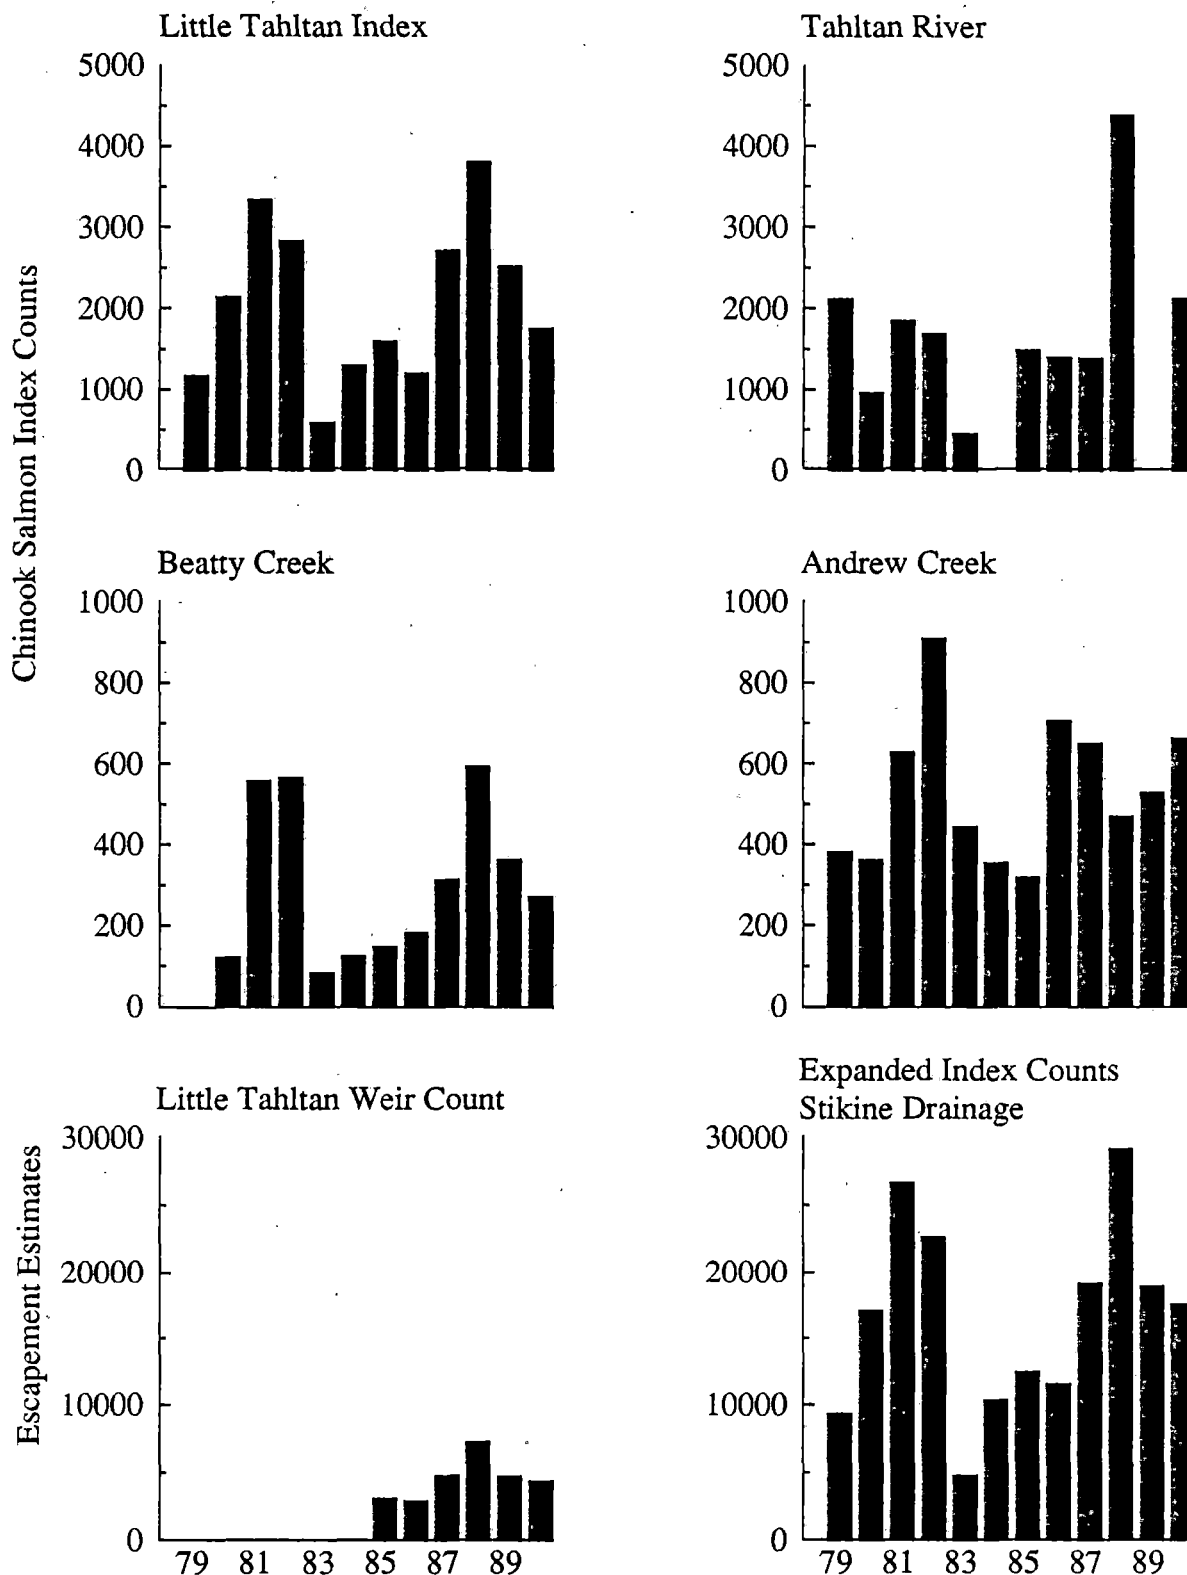 Little Tahltan Index
5000
4000
3000
2000
1000
0
Tahltan River
5000
4000
3000
2000
1000
0
Chinook Salmon Index Counts
Beatty Creek
1000
800
600
400
200
0
Andrew Creek
1000
800
600
400
200
0
Little Tahltan Weir Count
30000
20000
10000
0
79 81 83 85 87 89
Escapement Estimates
Expanded Index Counts
Stikine Drainage
30000
20000
10000
0
79 81 83 85 87 89